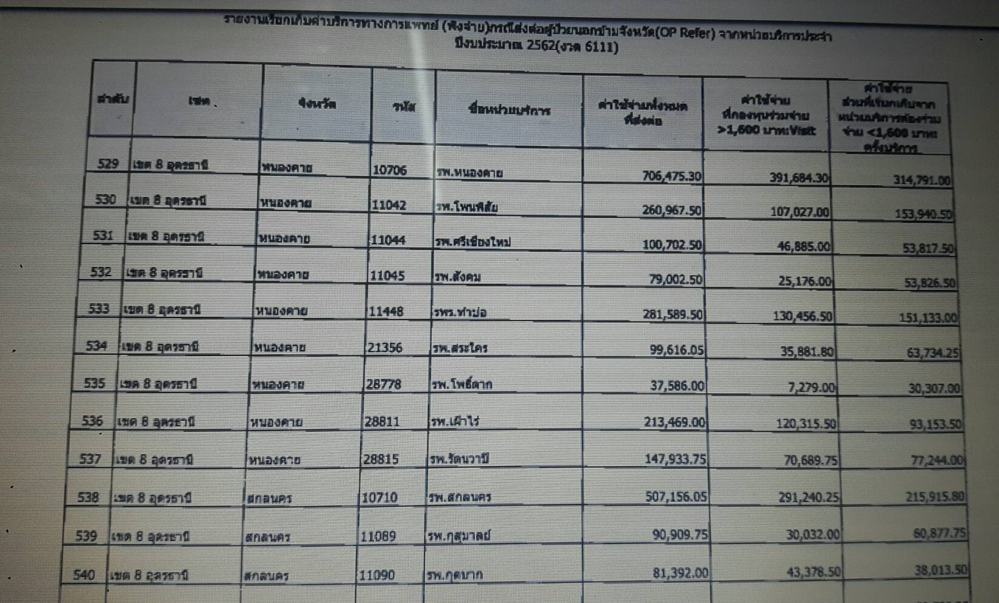 รายงานเรียกเก็บค่าบริการทางการแพทย์ (พึงจ่าย)กรณีส่งต่อผู้ป่วยนอกข้ามจังหวัด(OP Refer) จากหน่วยบริการประจำ
ปีงบประมาณ 2562(งวด 6111)
ลำดับ เขต จังหวัด รหัส ชื่อหน่วยบริการ ค่าใช้จ่ายทั้งหมดที่ส่งต่อ ค่าใช้จ่ายที่กองทุนร่วมจ่าย >1,600 บาท:Visit ค่าใช้จ่ายส่วนที่เรียกเก็บจากหน่วยบริการต้องร่วมจ่าย <1,600 บาท:ครั้งบริการ
529 เขต 8 อุดรธานี หนองคาย 10706 รพ.หนองคาย 706,475.30 391,684.30 314,791.00
530 เขต 8 อุดรธานี หนองคาย 11042 รพ.โพนพิสัย 260,967.50 107,027.00 153,940.50
531 เขต 8 อุดรธานี หนองคาย 11044 รพ.ศรีเชียงใหม่ 100,702.50 46,885.00 53,817.50
532 เขต 8 อุดรธานี หนองคาย 11045 รพ.สังคม 79,002.50 25,176.00 53,826.50
533 เขต 8 อุดรธานี หนองคาย 11448 รพร.ท่าบ่อ 281,589.50 130,456.50 151,133.00
534 เขต 8 อุดรธานี หนองคาย 21356 รพ.สระใคร 99,616.05 35,881.80 63,734.25
535 เขต 8 อุดรธานี หนองคาย 28778 รพ.โพธิ์ตาก 37,586.00 7,279.00 30,307.00
536 เขต 8 อุดรธานี หนองคาย 28811 รพ.เฝ้าไร่ 213,469.00 120,315.50 93,153.50
537 เขต 8 อุดรธานี หนองคาย 28815 รพ.รัตนวาปี 147,933.75 70,689.75 77,244.00
538 เขต 8 อุดรธานี สกลนคร 10710 รพ.สกลนคร 507,156.05 291,240.25 215,915.80
539 เขต 8 อุดรธานี สกลนคร 11089 รพ.กุสุมาลย์ 90,909.75 30,032.00 60,877.75
540 เขต 8 อุดรธานี สกลนคร 11090 รพ.กุดบาก 81,392.00 43,378.50 38,013.50